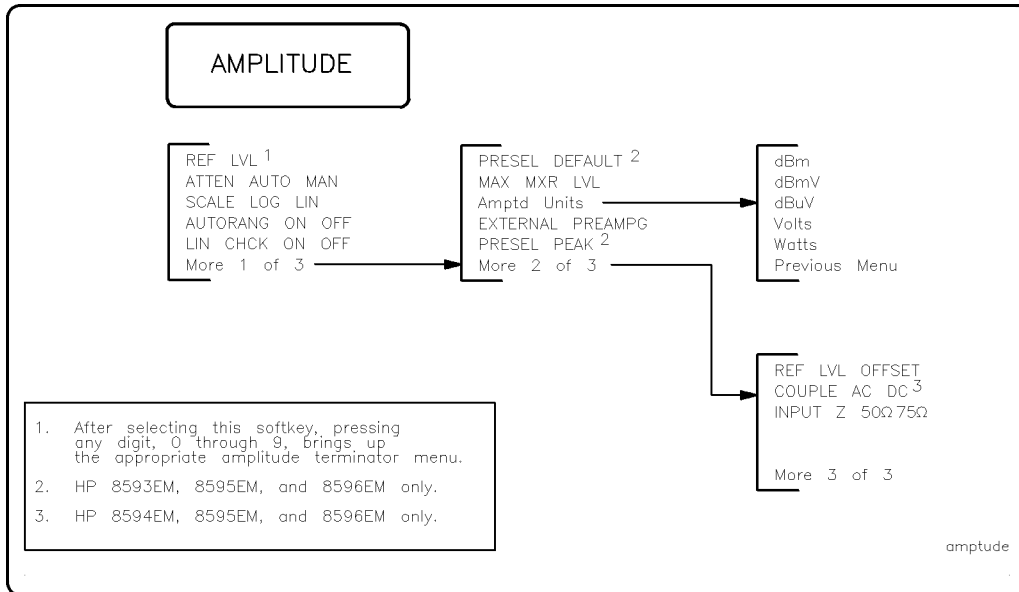 AMPLITUDE
REF LVL 1
ATTEN AUTO MAN
SCALE LOG LIN
AUTORANG ON OFF
LIN CHCK ON OFF
More 1 of 3
PRESEL DEFAULT 2
MAX MXR LVL
Amptd Units
EXTERNAL PREAMPG
PRESEL PEAK 2
More 2 of 3
dBm
dBmV
dBuV
Volts
Watts
Previous Menu
REF LVL OFFSET
COUPLE AC DC 3
INPUT Z 50Ω 75Ω
More 3 of 3
1. After selecting this softkey, pressing
any digit, 0 through 9, brings up
the appropriate amplitude terminator menu.
2. HP 8593EM, 8595EM, and 8596EM only.
3. HP 8594EM, 8595EM, and 8596EM only.
amptude